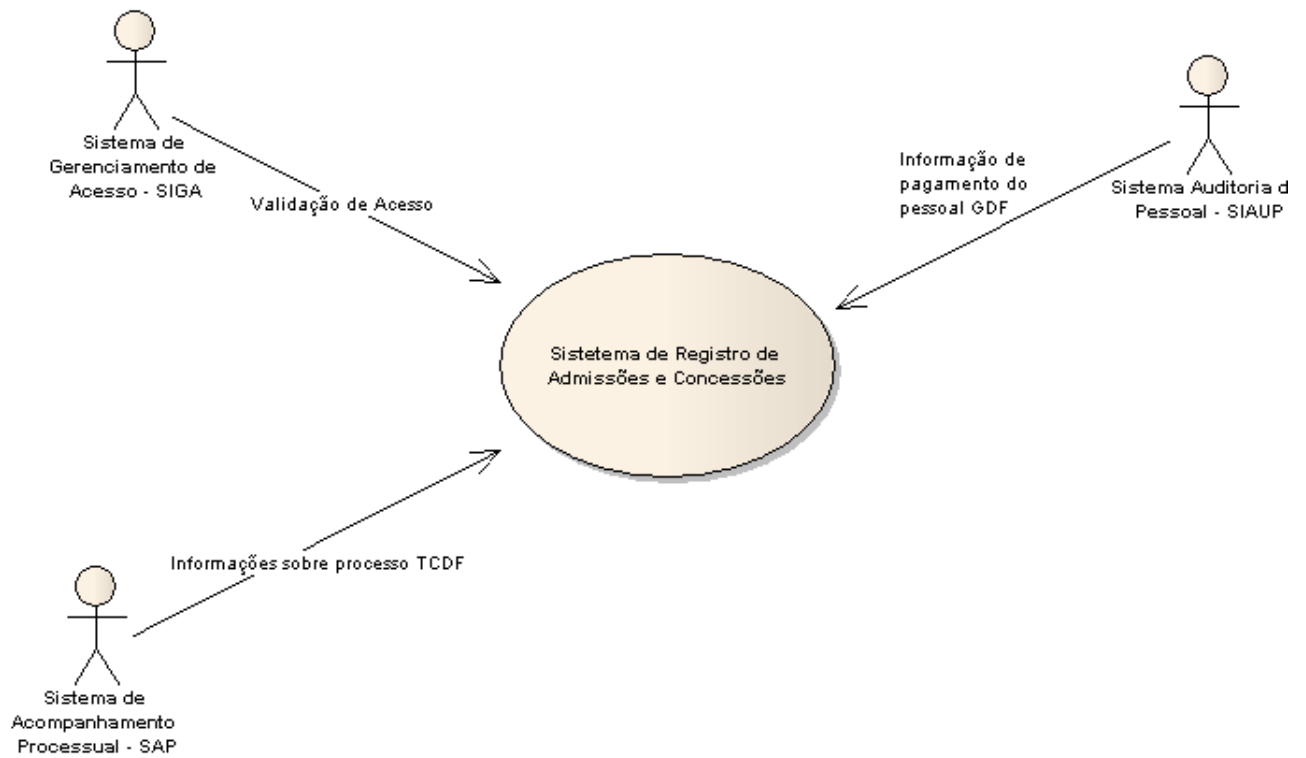 Sistema de
Gerenciamento de
Acesso - SIGA
Validação de Acesso
Informação de
pagamento do
pessoal GDF
Sistema Auditoria d
Pessoal - SIAUP
Sistetema de Registro de
Admissões e Concessões
Informações sobre processo TCDF
Sistema de
Acompanhamento
Processual - SAP